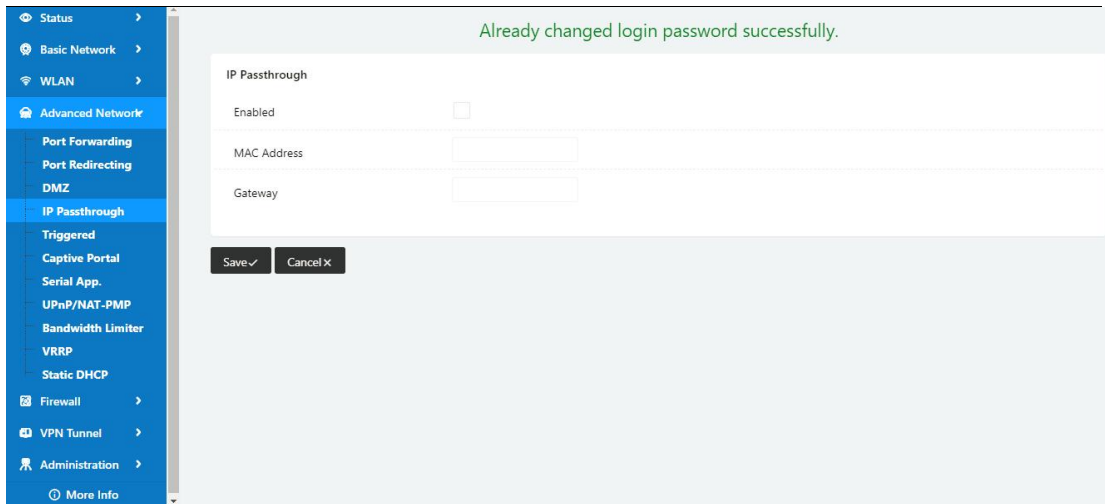 Status
Basic Network
WLAN
Advanced Network
Port Forwarding
Port Redirecting
DMZ
IP Passthrough
Triggered
Captive Portal
Serial App.
UPnP/NAT-PMP
Bandwidth Limiter
VRRP
Static DHCP
Firewall
VPN Tunnel
Administration
More Info
Already changed login password successfully.
IP Passthrough
Enabled
MAC Address
Gateway
Save Cancel